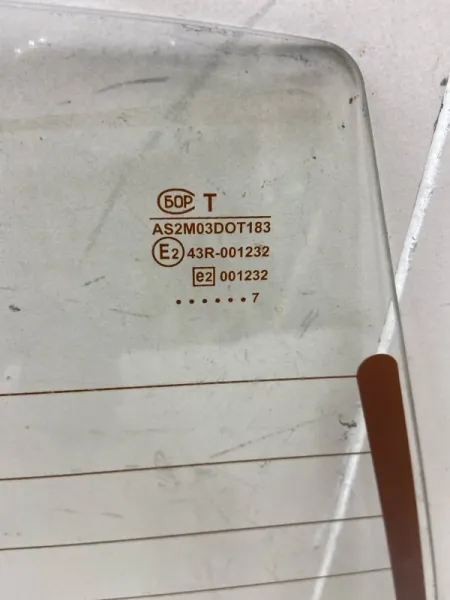 БОР T
AS2M03DOT183
E2 43R-001232
e2 001232
......7